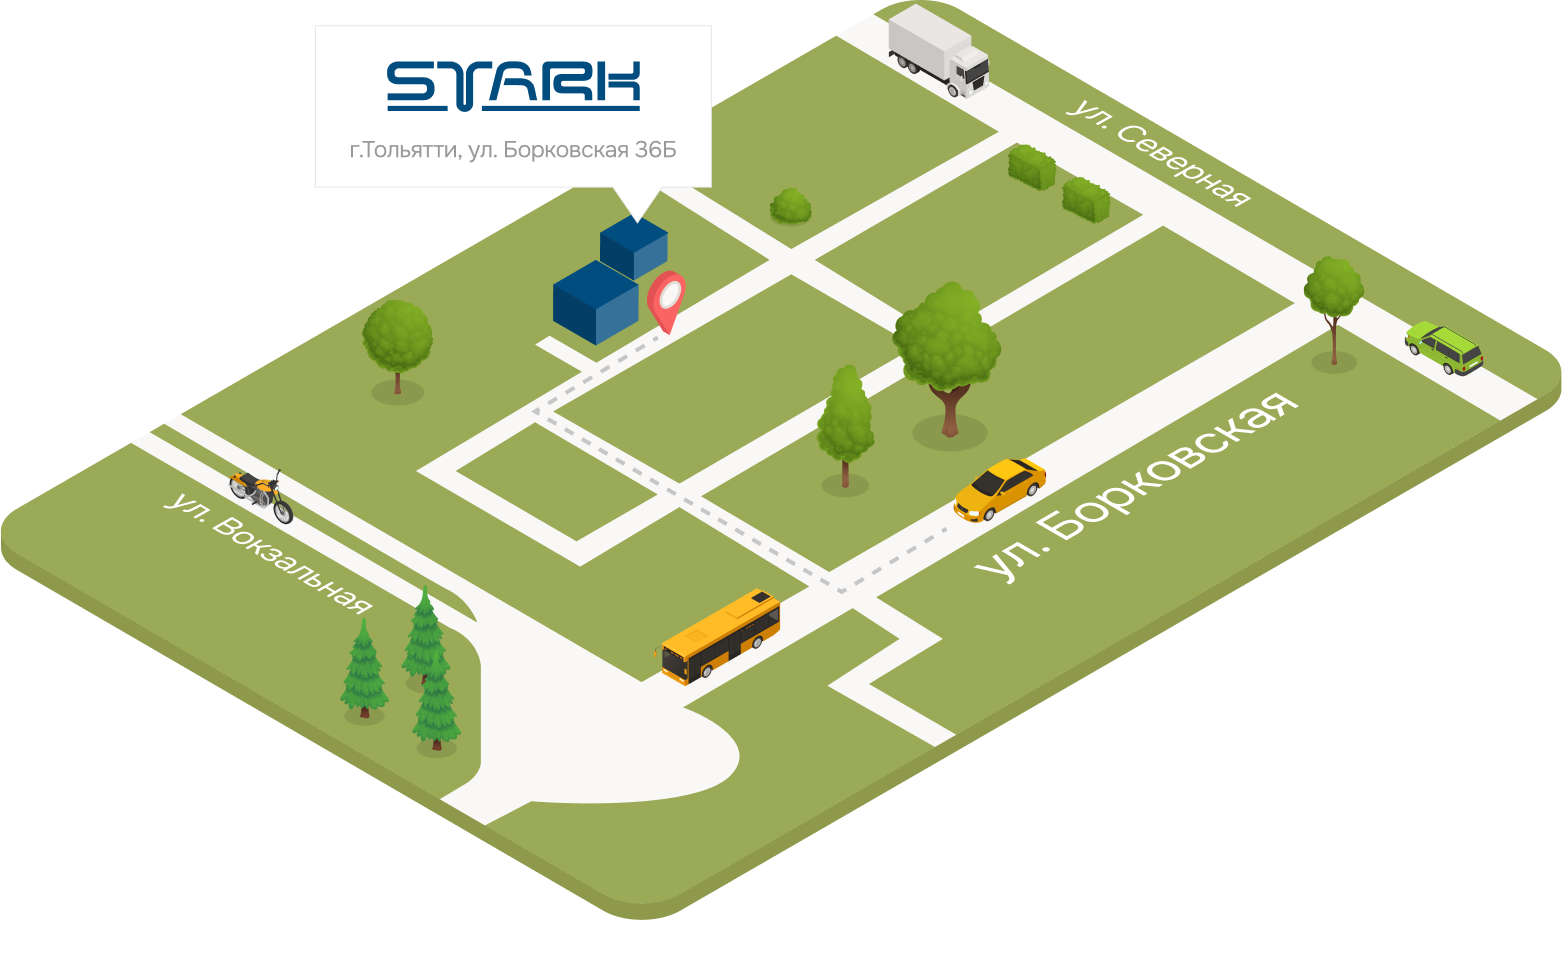 STARK
г.Тольятти, ул. Борковская 36Б
ул. Северная
ул. Борковская
ул. Вокзальная